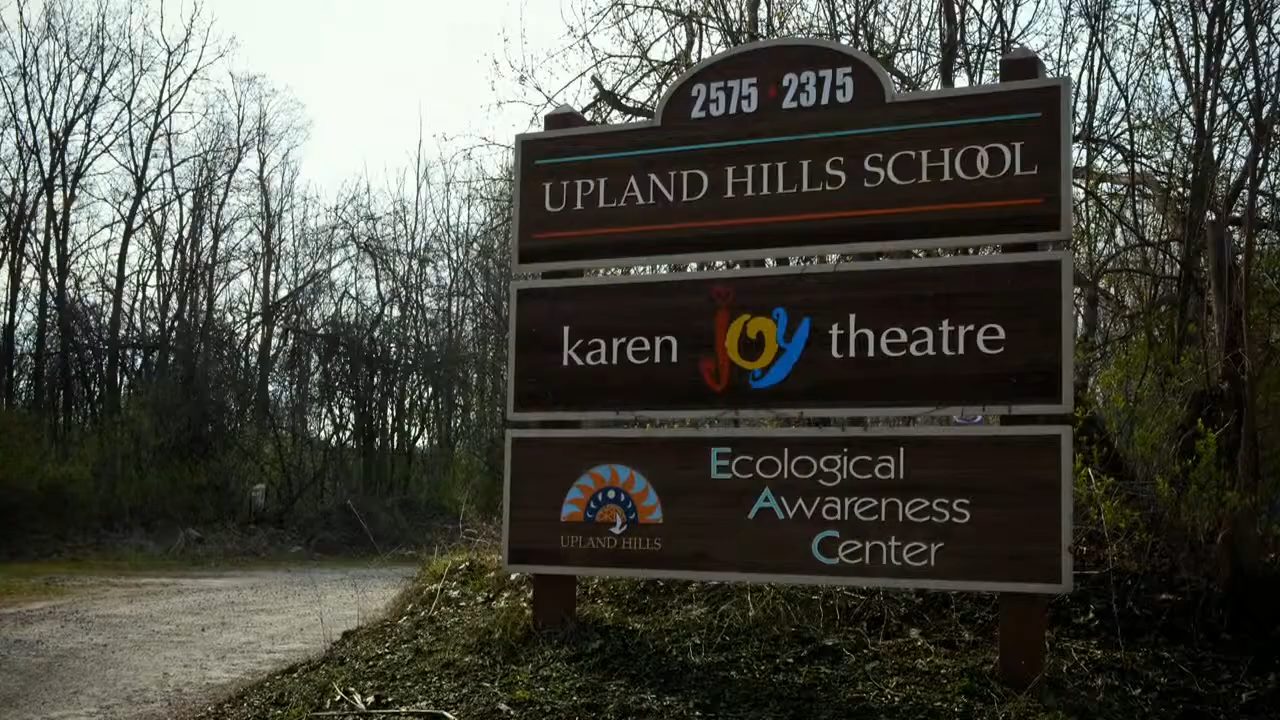 2575 · 2375
UPLAND HILLS SCHOOL
karen joy theatre
UPLAND HILLS
Ecological
Awareness
Center